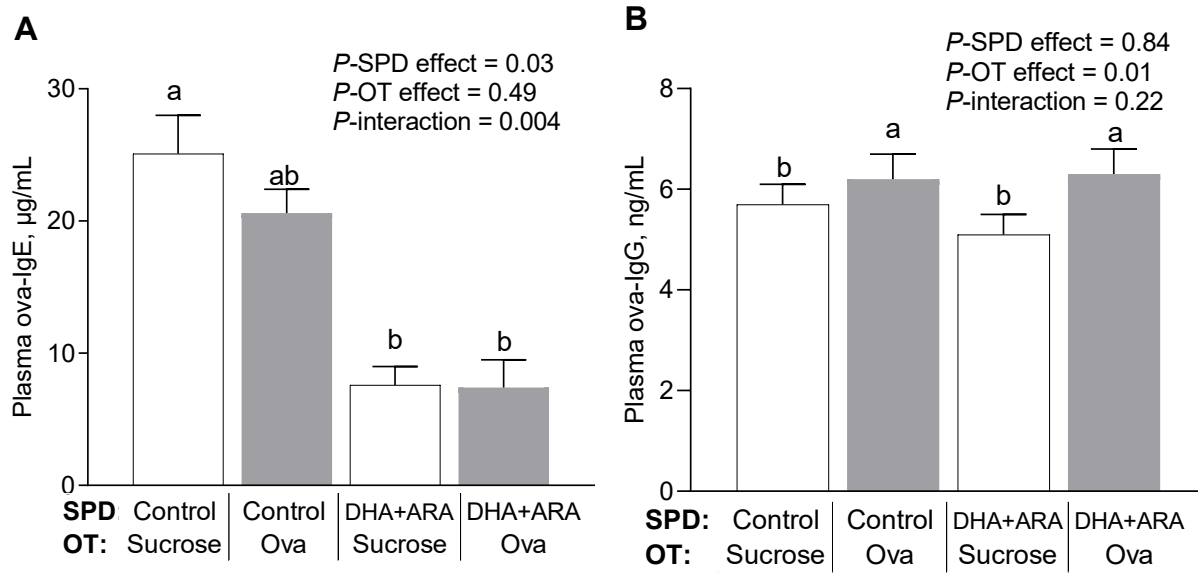 A
P-SPD effect = 0.03
P-OT effect = 0.49
P-interaction = 0.004
Plasma ova-IgE, µg/mL
30
20
10
0
a
ab
b
b
SPD: Control Control DHA+ARA DHA+ARA
OT: Sucrose Ova Sucrose Ova
B
P-SPD effect = 0.84
P-OT effect = 0.01
P-interaction = 0.22
Plasma ova-IgG, ng/mL
8
6
4
2
0
b
a
b
a
SPD: Control Control DHA+ARA DHA+ARA
OT: Sucrose Ova Sucrose Ova